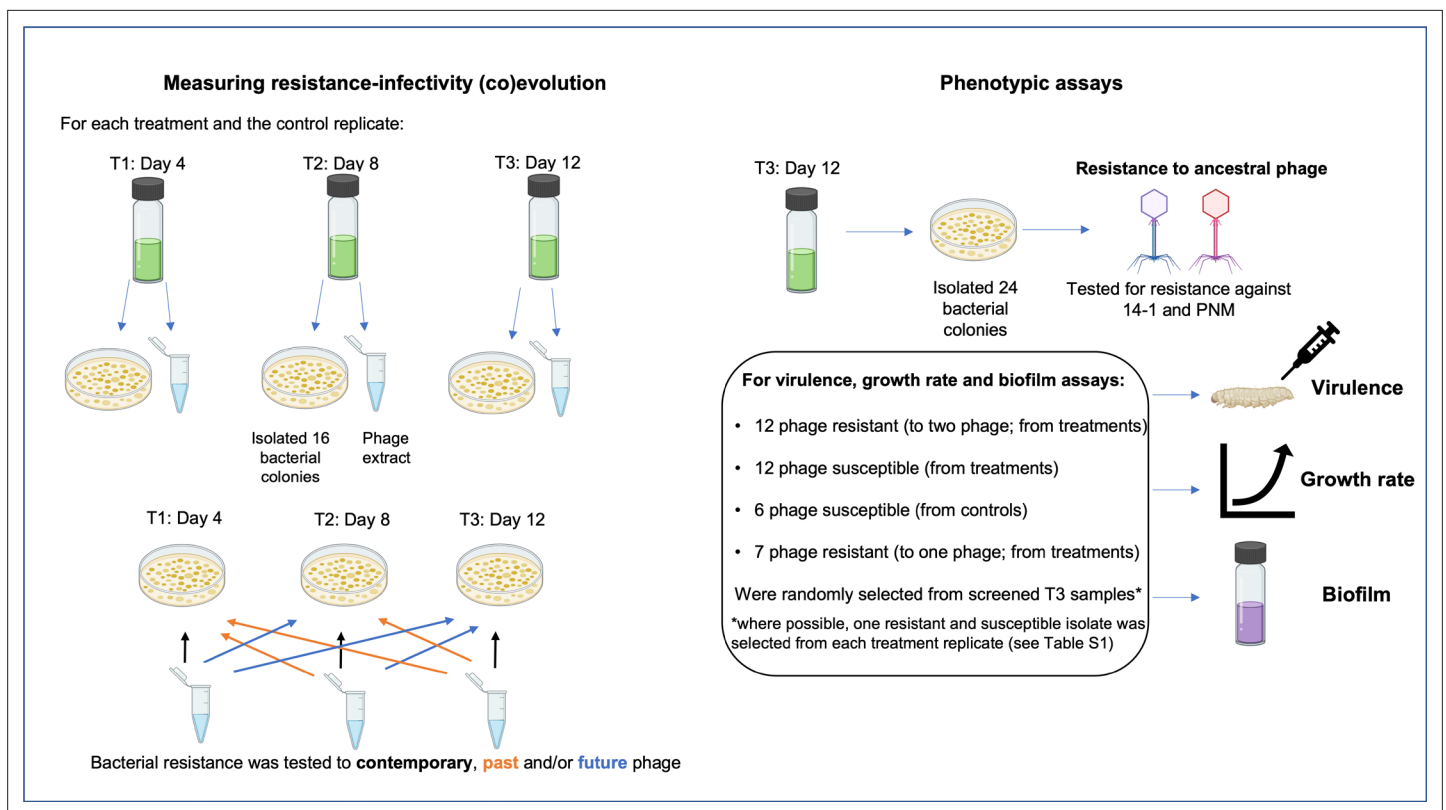 Measuring resistance-infectivity (co)evolution
For each treatment and the control replicate:
T1: Day 4
T2: Day 8
T3: Day 12
Isolated 16
bacterial
colonies
Phage
extract
T1: Day 4
T2: Day 8
T3: Day 12
Bacterial resistance was tested to contemporary, past and/or future phage
Phenotypic assays
T3: Day 12
Isolated 24
bacterial
colonies
Resistance to ancestral phage
Tested for resistance against
14-1 and PNM
For virulence, growth rate and biofilm assays:
• 12 phage resistant (to two phage; from treatments)
• 12 phage susceptible (from treatments)
• 6 phage susceptible (from controls)
• 7 phage resistant (to one phage; from treatments)
Were randomly selected from screened T3 samples*
*where possible, one resistant and susceptible isolate was
selected from each treatment replicate (see Table S1)
Virulence
Growth rate
Biofilm